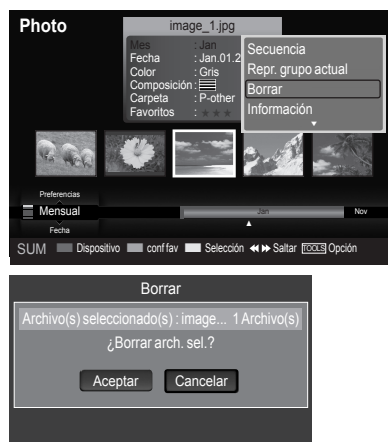 Photo
image_1.jpg
Mes : Jan
Fecha : Jan.01.2
Color : Gris
Composición :
Carpeta : P-other
Favoritos : ★★★
Secuencia
Repr. grupo actual
Borrar
Información
Preferencias
Mensual
Fecha
Jan
Nov
SUM Dispositivo conf fav Selección Saltar TOOLS Opción
Borrar
Archivo(s) seleccionado(s) : image... 1 Archivo(s)
¿Borrar arch. sel.?
Aceptar Cancelar